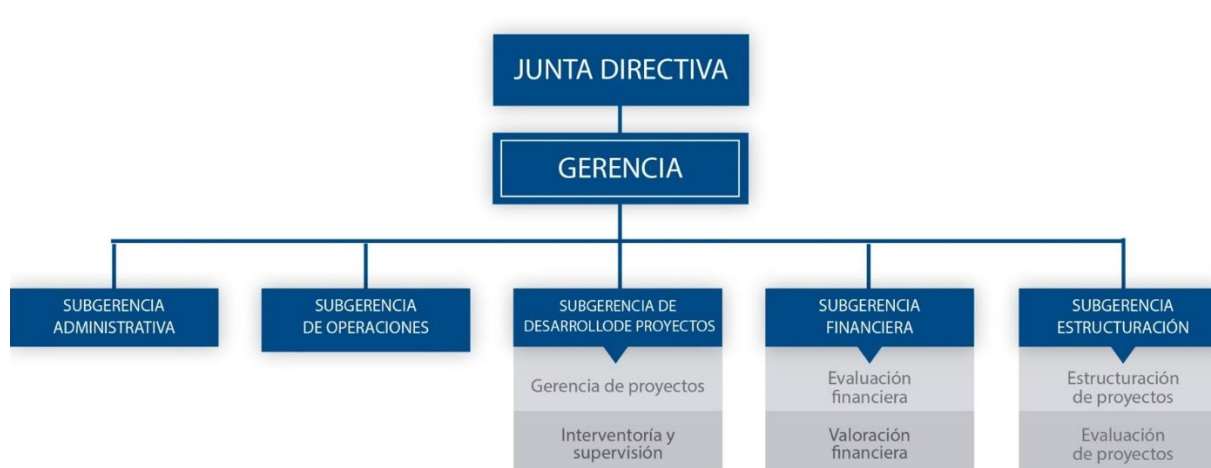 JUNTA DIRECTIVA
GERENCIA
SUBGERENCIA
ADMINISTRATIVA
SUBGERENCIA
DE OPERACIONES
SUBGERENCIA DE
DESARROLLODE PROYECTOS
SUBGERENCIA
FINANCIERA
SUBGERENCIA
ESTRUCTURACIÓN
Gerencia de proyectos
Interventoría y
supervisión
Evaluación
financiera
Valoración
financiera
Estructuración
de proyectos
Evaluación
de proyectos